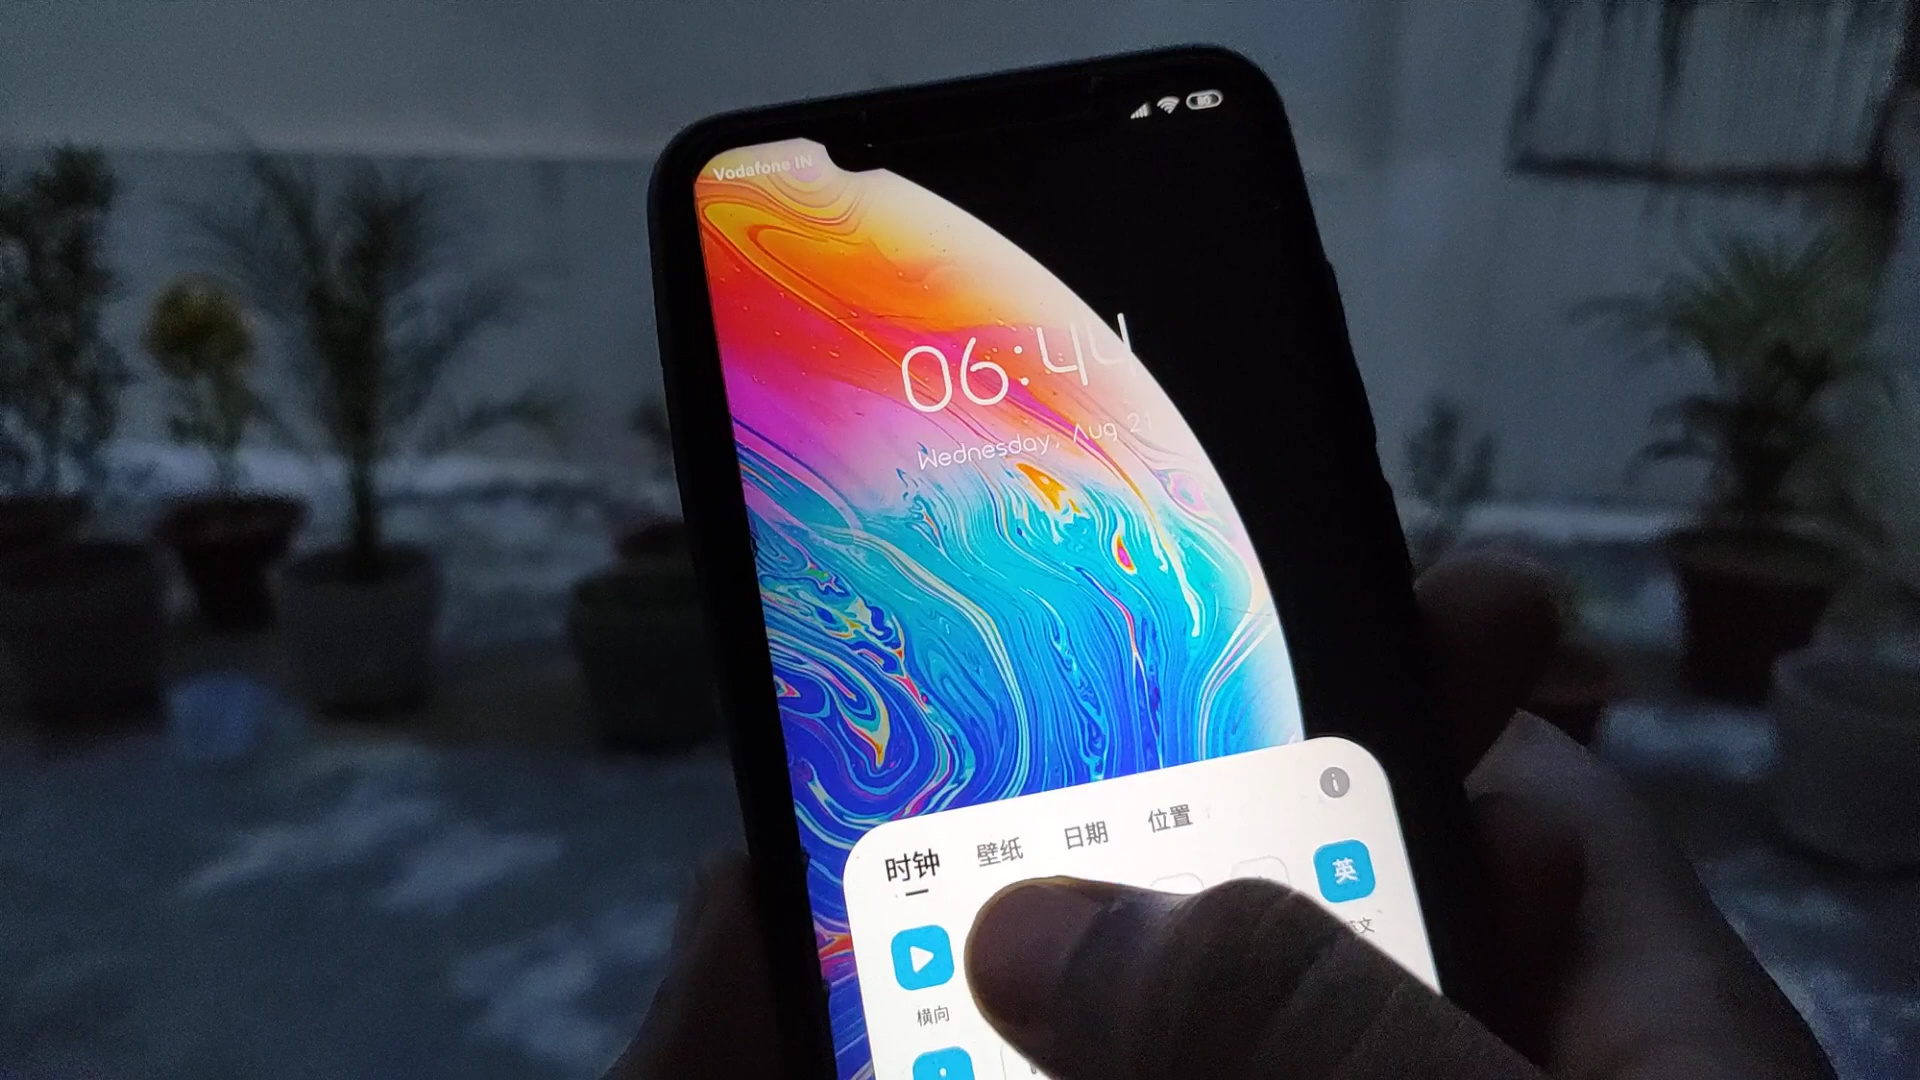 Vodafone IN
06:44
Wednesday, Aug 21
时钟 壁纸 日期 位置
英
横向